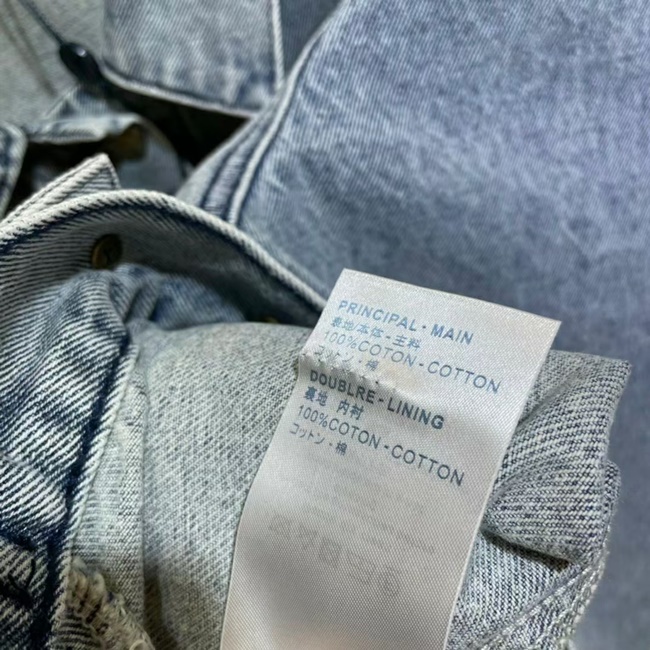 PRINCIPAL - MAIN
表地/本体-主料
100%COTON-COTTON
コットン・棉
DOUBLRE-LINING
裏地 内村
100%COTON-COTTON
コットン・棉